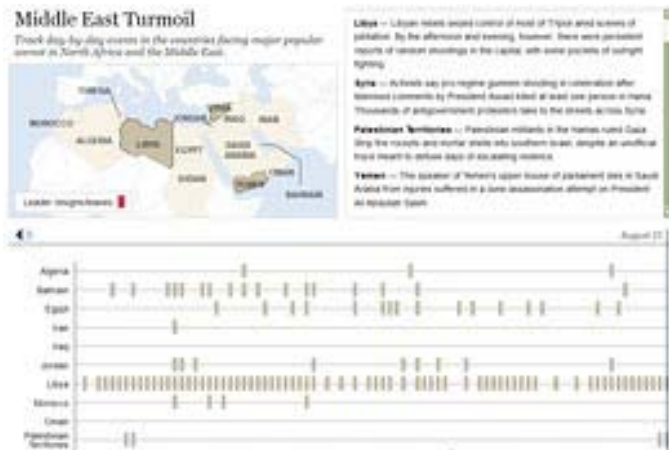 Middle East Turmoil
Track day-by-day events in the countries facing major popular
unrest in North Africa and the Middle East.
Libya — Libyan rebels seized control of most of Tripoli amid scenes of
jubilation. By the afternoon and evening, however, there were persistent
reports of random shootings in the capital, with some pockets of outright
fighting.
Syria — Activists say pro-regime gunmen shooting in celebration after
televised comments by President Assad killed at least one person in Hama.
Thousands of antigovernment protesters take to the streets across Syria.
Palestinian Territories — Palestinian militants in the Hamas ruled Gaza
Strip fire rockets and mortar shells into southern Israel, despite an unofficial
truce meant to defuse days of escalating violence.
Yemen — The speaker of Yemen's upper house of parliament dies in Saudi
Arabia from injuries suffered in a June assassination attempt on President
Ali Abdullah Saleh.
TUNISIA
MOROCCO
ALGERIA
LIBYA
EGYPT
JORDAN
SYRIA
IRAQ
IRAN
SAUDI
ARABIA
OMAN
SUDAN
YEMEN
BAHRAIN
Leader resigns/leaves
August
Algeria
Bahrain
Egypt
Iran
Iraq
Jordan
Libya
Morocco
Oman
Palestinian
Territories